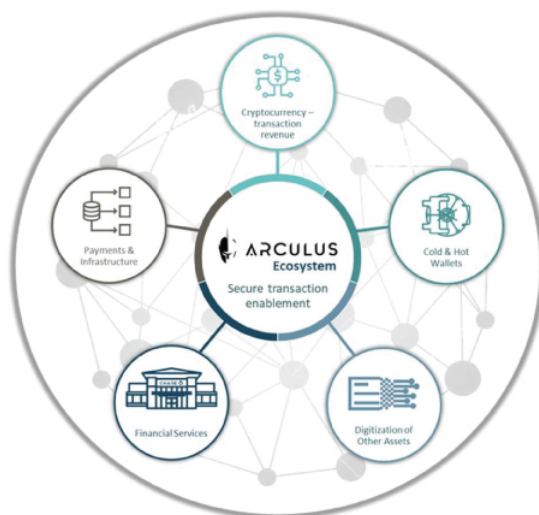 Cryptocurrency –
transaction
revenue
Payments &
Infrastructure
ARCULUS
Ecosystem
Secure transaction
enablement
Cold & Hot
Wallets
CHASE
Financial Services
Digitization of
Other Assets